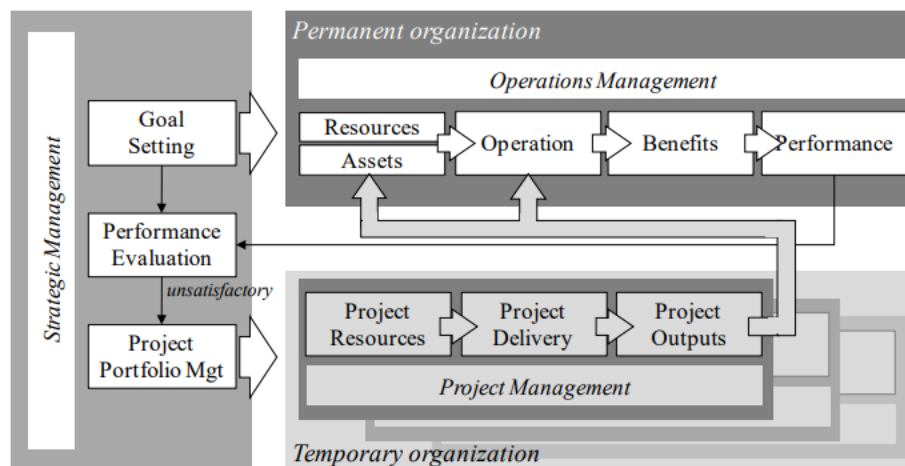 Strategic Management
Goal
Setting
Performance
Evaluation
unsatisfactory
Project
Portfolio Mgt
Permanent organization
Operations Management
Resources
Assets
Operation
Benefits
Performance
Project
Resources
Project
Delivery
Project
Outputs
Project Management
Temporary organization